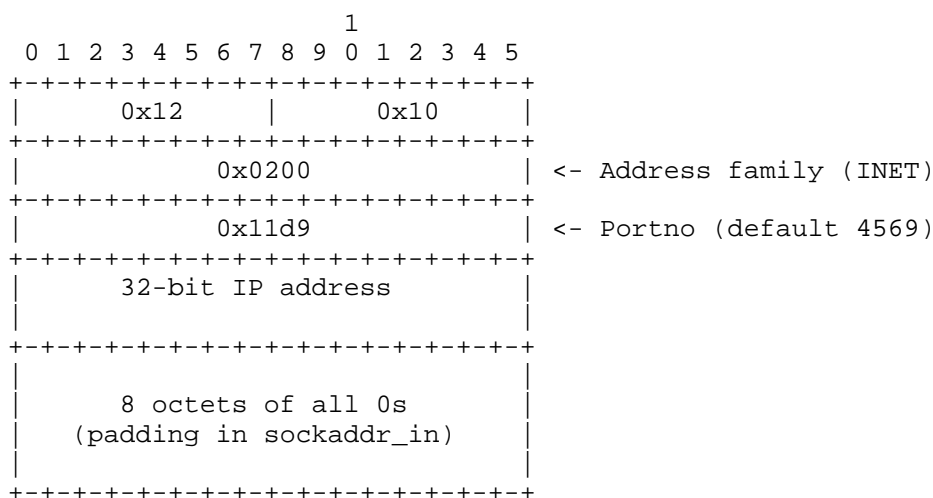 1
 0 1 2 3 4 5 6 7 8 9 0 1 2 3 4 5
+-+-+-+-+-+-+-+-+-+-+-+-+-+-+-+-+
|      0x12     |      0x10     |
+-+-+-+-+-+-+-+-+-+-+-+-+-+-+-+-+
|            0x0200             | <- Address family (INET)
+-+-+-+-+-+-+-+-+-+-+-+-+-+-+-+-+
|            0x11d9             | <- Portno (default 4569)
+-+-+-+-+-+-+-+-+-+-+-+-+-+-+-+-+
|      32-bit IP address        |
|                               |
+-+-+-+-+-+-+-+-+-+-+-+-+-+-+-+-+
|                               |
|      8 octets of all 0s       |
|   (padding in sockaddr_in)    |
|                               |
+-+-+-+-+-+-+-+-+-+-+-+-+-+-+-+-+